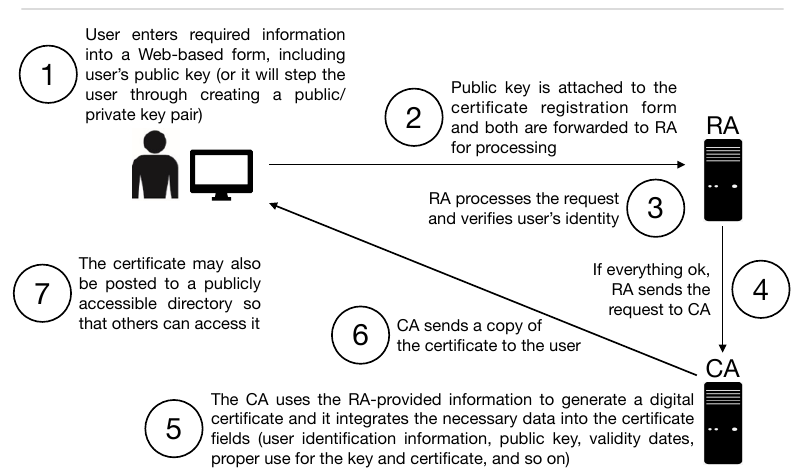 User enters required information
into a Web-based form, including
user's public key (or it will step the
user through creating a public/
private key pair)
1
Public key is attached to the
certificate registration form
and both are forwarded to RA
for processing
2
RA
RA processes the request
and verifies user's identity
3
If everything ok,
RA sends the
request to CA
4
The certificate may also
be posted to a publicly
accessible directory so
that others can access it
7
6
CA sends a copy of
the certificate to the user
CA
5
The CA uses the RA-provided information to generate a digital
certificate and it integrates the necessary data into the certificate
fields (user identification information, public key, validity dates,
proper use for the key and certificate, and so on)